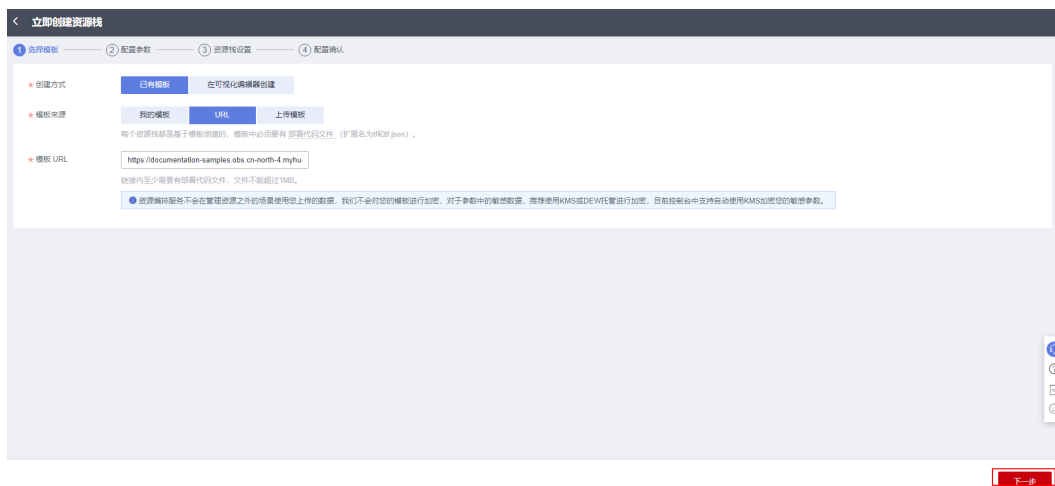 立即创建资源栈
1 选择模板 2 配置参数 3 资源栈设置 4 配置确认
* 创建方式 已有模板 在可视化编辑器创建
* 模板来源 我的模板 URL 上传模板
每个资源栈都是基于模板创建的，模板中必须要有 部署代码文件 （扩展名为tf和tf.json）。
* 模板 URL https://documentation-samples.obs.cn-north-4.myhu
链接内至少需要有部署代码文件，文件不能超过1MB。
资源编排服务不会在管理资源之外的场景使用您上传的数据，我们不会对您的模板进行加密，对于参数中的敏感数据，推荐使用KMS或DEW托管进行加密，目前控制台中支持自动使用KMS加密您的敏感参数。
下一步